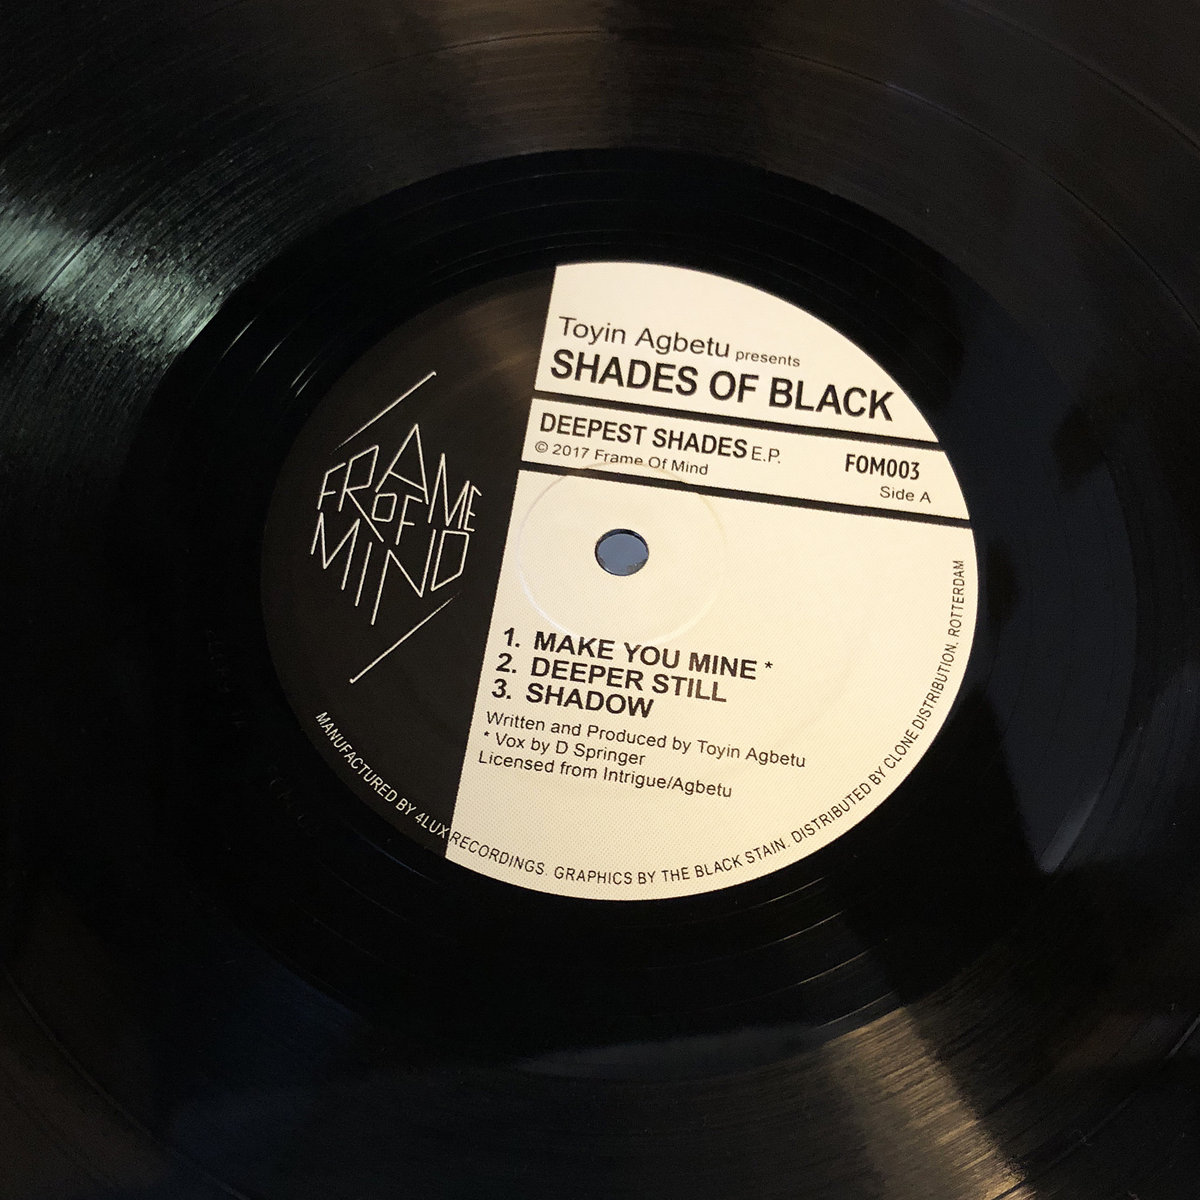 Toyin Agbetu presents
SHADES OF BLACK
DEEPEST SHADES E.P.
© 2017 Frame Of Mind
FOM003
Side A
FRAME
OF
MIND
1. MAKE YOU MINE *
2. DEEPER STILL
3. SHADOW
Written and Produced by Toyin Agbetu
* Vox by D Springer
Licensed from Intrigue/Agbetu
MANUFACTURED BY 4LUX RECORDINGS. GRAPHICS BY THE BLACK STAIN. DISTRIBUTED BY CLONE DISTRIBUTION. ROTTERDAM